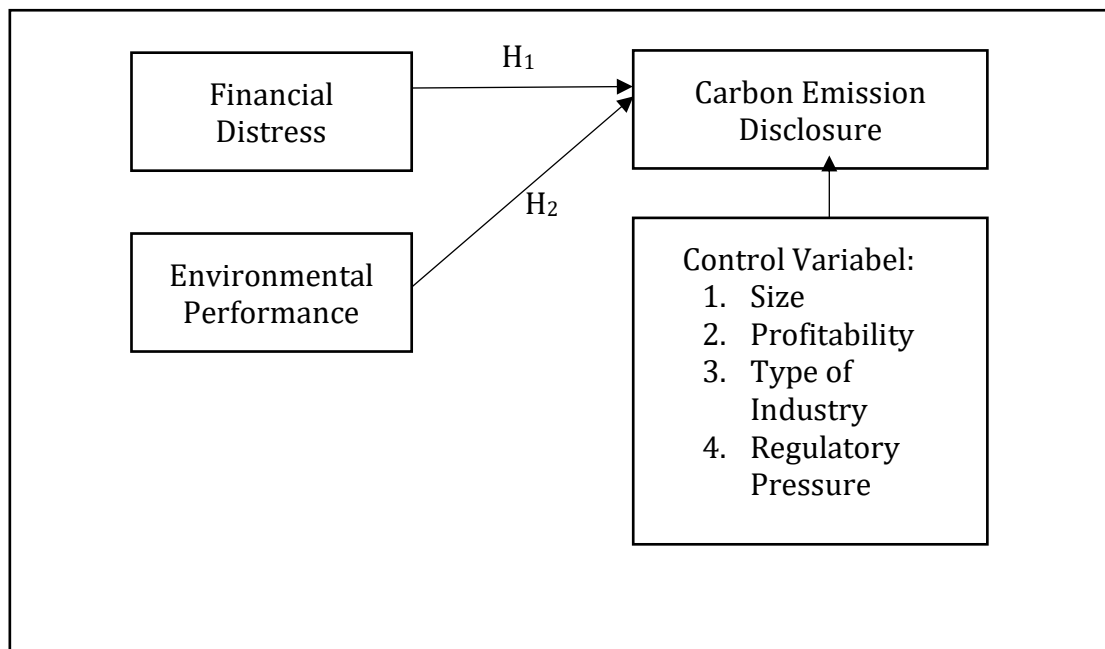 H₁
Financial
Distress
Carbon Emission
Disclosure
H₂
Environmental
Performance
Control Variabel:
1. Size
2. Profitability
3. Type of
Industry
4. Regulatory
Pressure